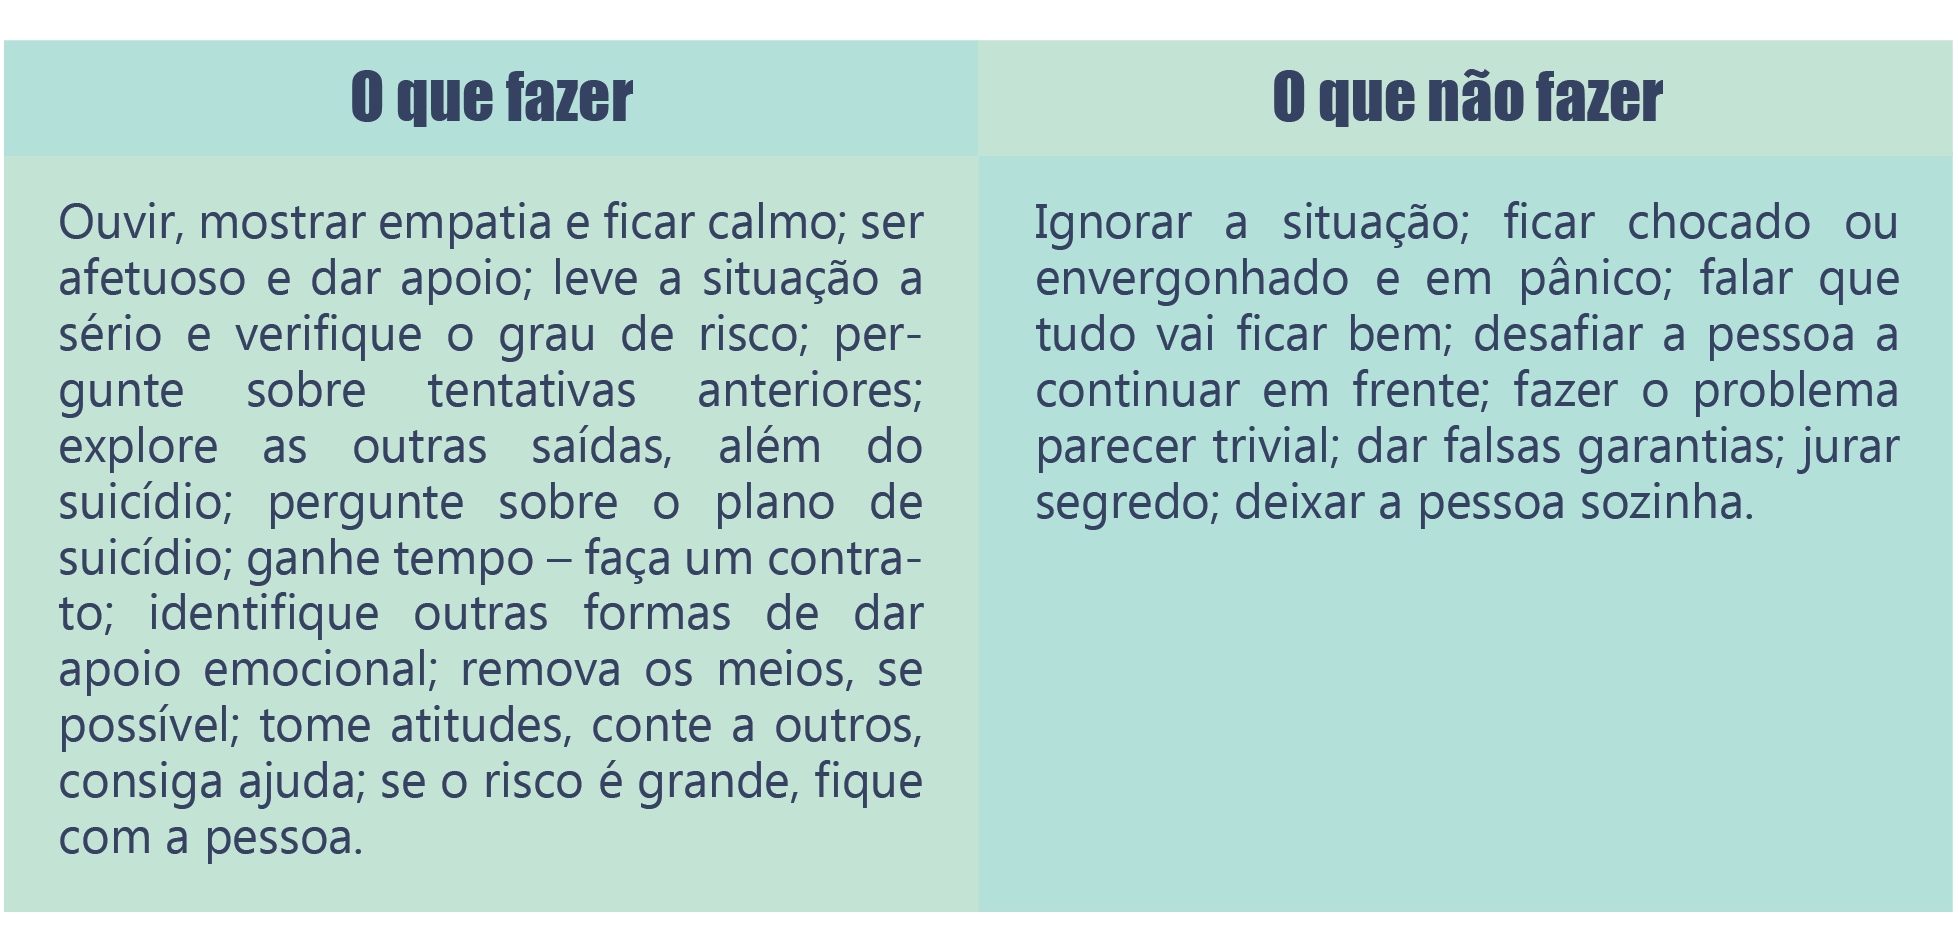 O que fazer
Ouvir, mostrar empatia e ficar calmo; ser
afetuoso e dar apoio; leve a situação a
sério e verifique o grau de risco; per-
gunte sobre tentativas anteriores;
explore as outras saídas, além do
suicídio; pergunte sobre o plano de
suicídio; ganhe tempo – faça um contra-
to; identifique outras formas de dar
apoio emocional; remova os meios, se
possível; tome atitudes, conte a outros,
consiga ajuda; se o risco é grande, fique
com a pessoa.
O que não fazer
Ignorar a situação; ficar chocado ou
envergonhado e em pânico; falar que
tudo vai ficar bem; desafiar a pessoa a
continuar em frente; fazer o problema
parecer trivial; dar falsas garantias; jurar
segredo; deixar a pessoa sozinha.